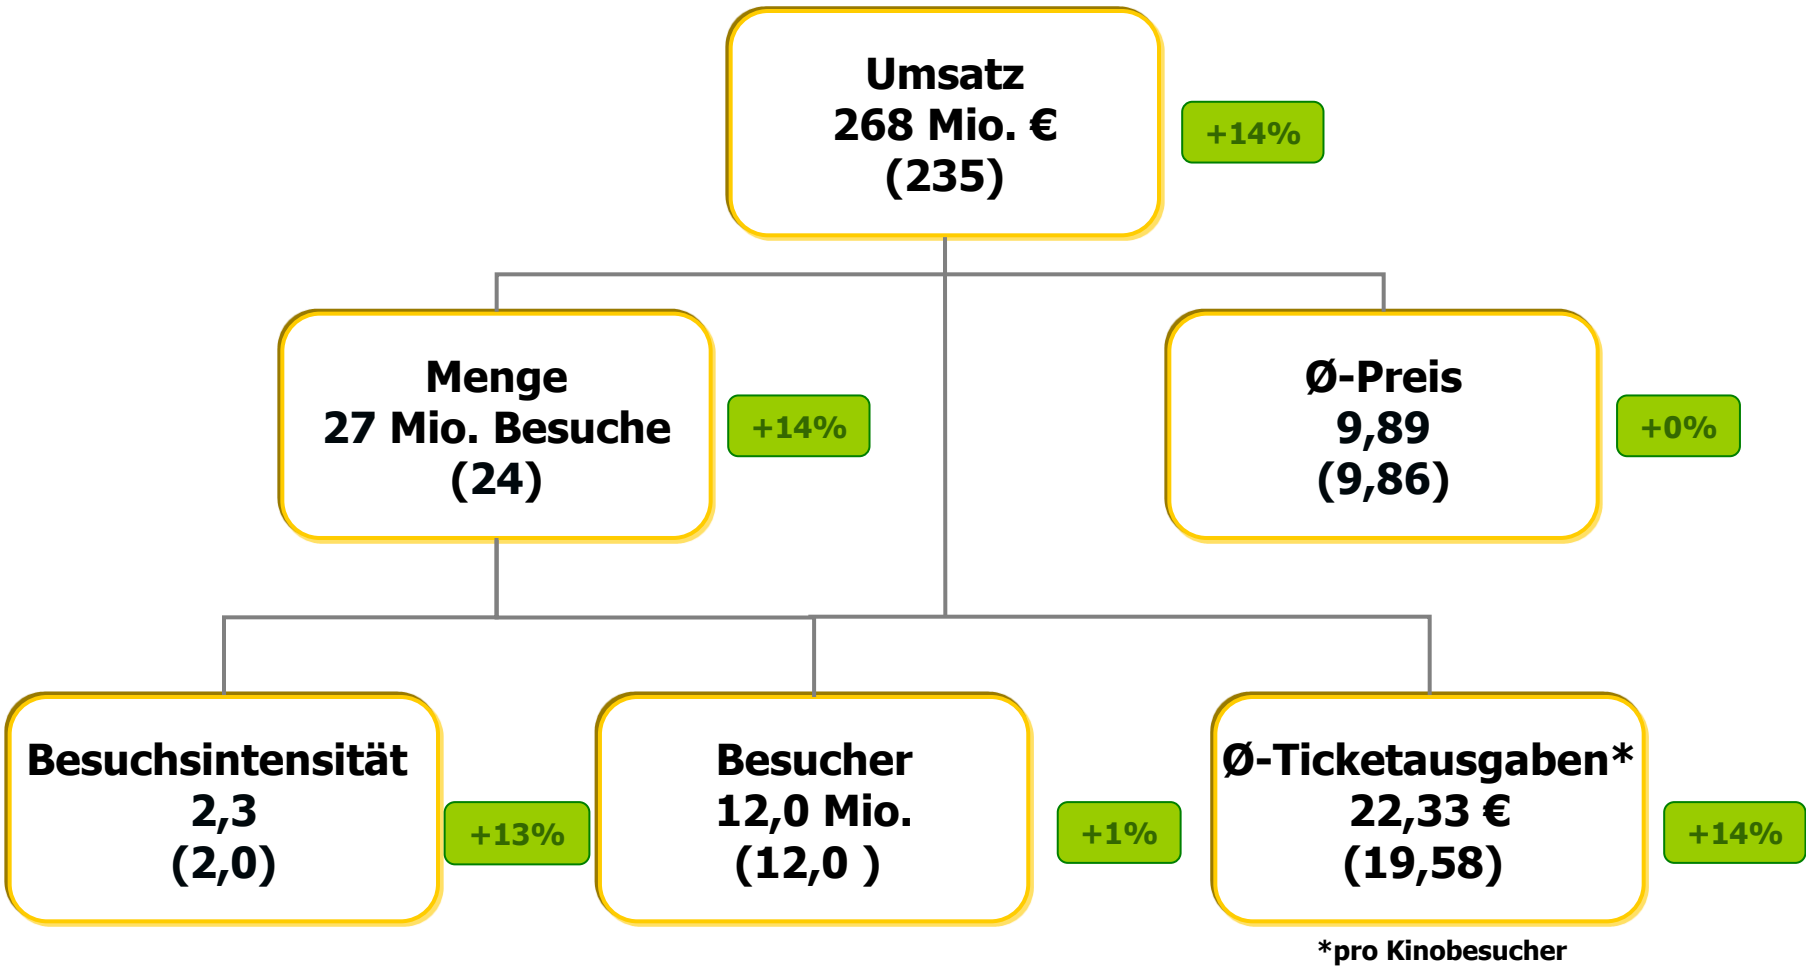 Umsatz
268 Mio. €
(235)
+14%
Menge
27 Mio. Besuche
(24)
+14%
Ø-Preis
9,89
(9,86)
+0%
Besuchsintensität
2,3
(2,0)
+13%
Besucher
12,0 Mio.
(12,0 )
+1%
Ø-Ticketausgaben*
22,33 €
(19,58)
+14%
*pro Kinobesucher